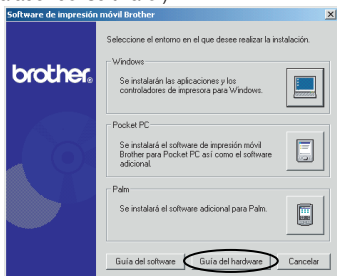 Software de impresión móvil Brother
Seleccione el entorno en el que desee realizar la
instalación.
brother
Windows
Se instalarán las aplicaciones y los
controladores de impresora para Windows.
Pocket PC
Se instalará el software de impresión móvil
Brother para Pocket PC así como el software
adicional.
Palm
Se instalará el software adicional para Palm.
Guía del software Guía del hardware Cancelar